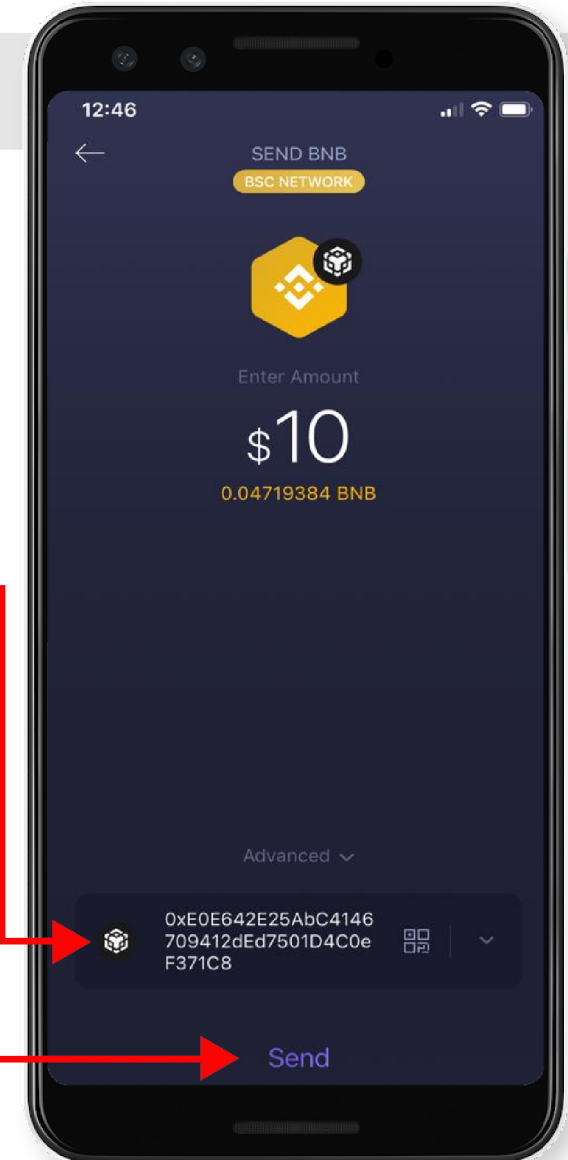 12:46
SEND BNB
BSC NETWORK
Enter Amount
$10
0.04719384 BNB
Advanced
0xE0E642E25AbC4146
709412dEd7501D4C0e
F371C8
Send